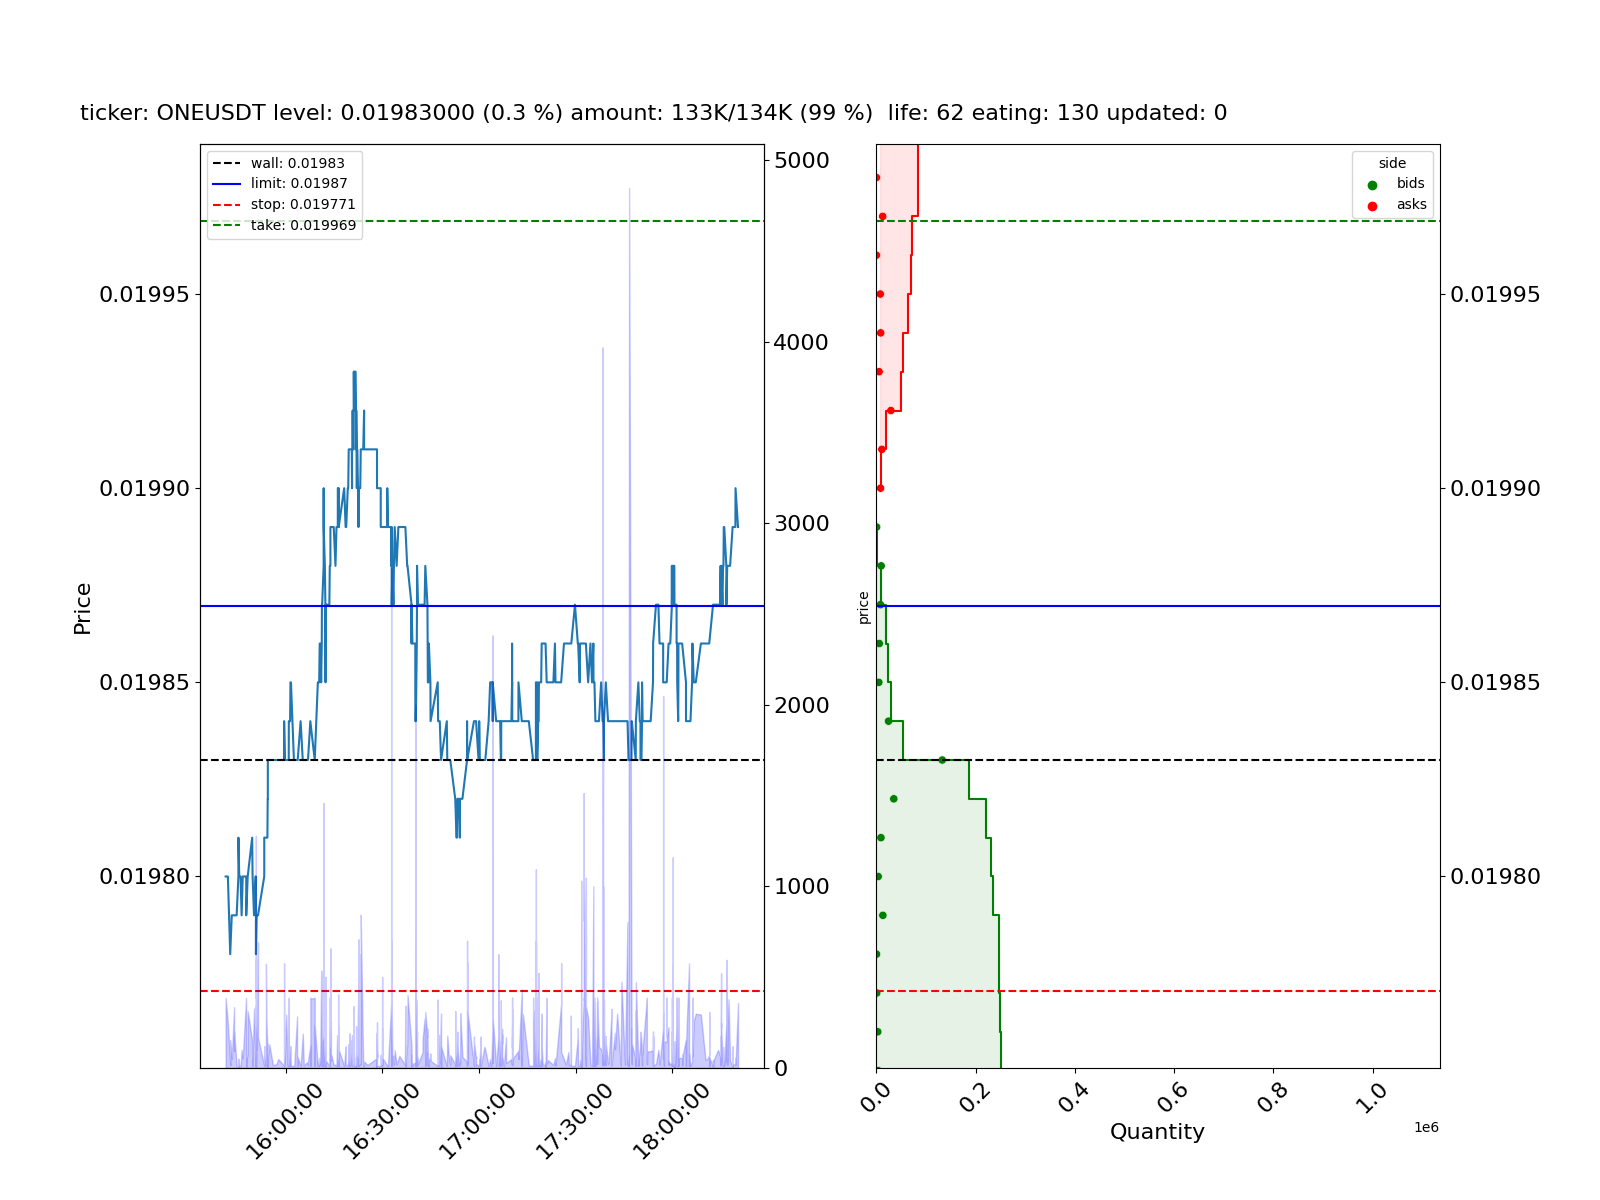 ticker: ONEUSDT level: 0.01983000 (0.3 %) amount: 133K/134K (99 %)  life: 62 eating: 130 updated: 0
wall: 0.01983
limit: 0.01987
stop: 0.019771
take: 0.019969
Price
0.01995
0.01990
0.01985
0.01980
5000
4000
3000
2000
1000
0
16:00:00
16:30:00
17:00:00
17:30:00
18:00:00
side
bids
asks
price
0.01995
0.01990
0.01985
0.01980
0.0
0.2
0.4
0.6
0.8
1.0
1e6
Quantity